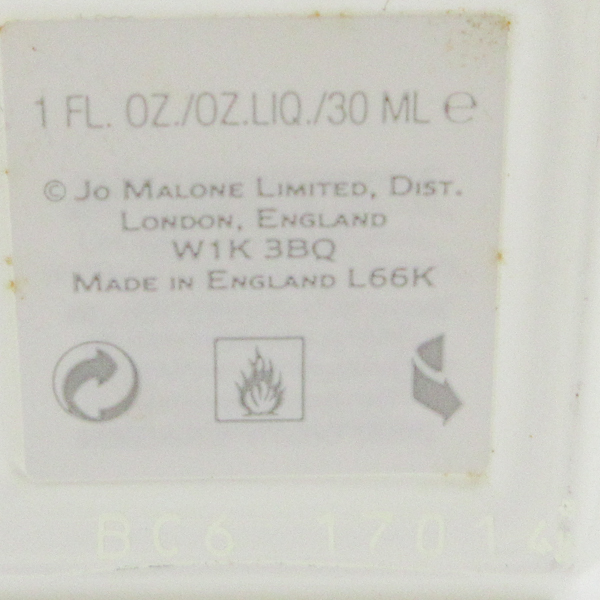 1 FL. OZ./OZ.LIQ./30 ML ℮
© JO MALONE LIMITED, DIST.
LONDON, ENGLAND
W1K 3BQ
MADE IN ENGLAND L66K
BC6 17014